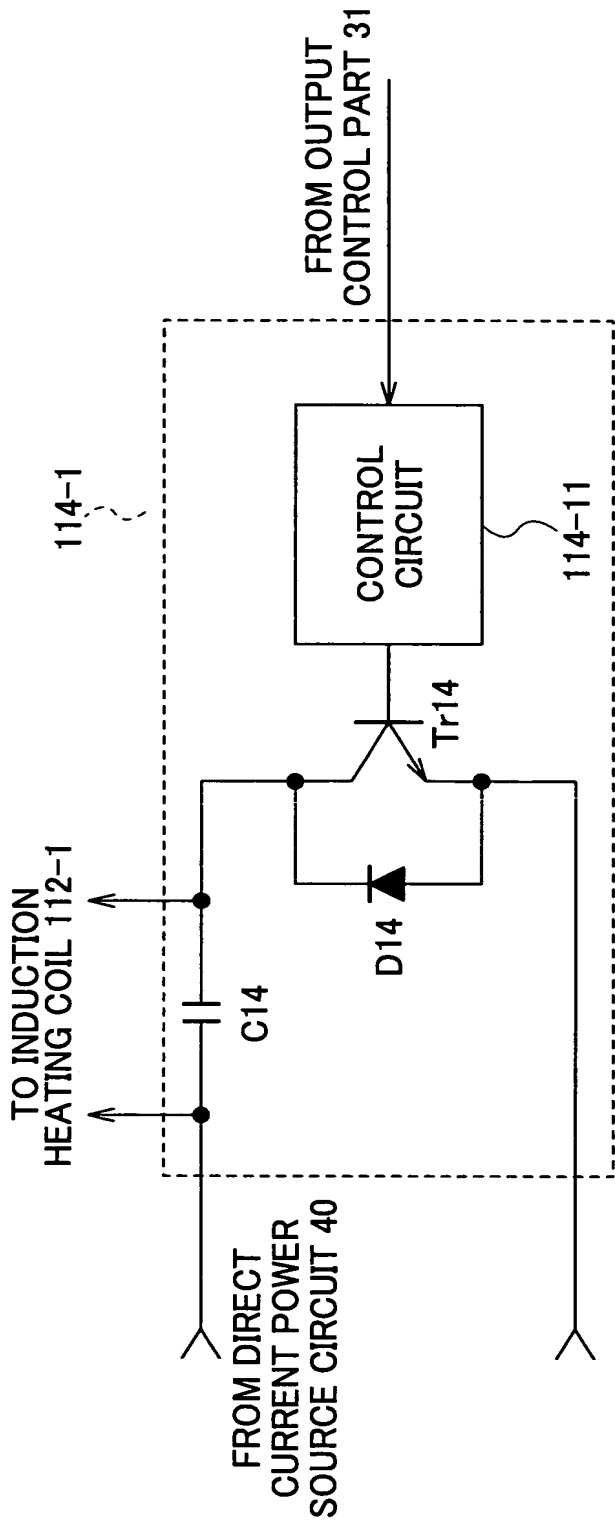 TO INDUCTION
HEATING COIL 112-1
114-1
FROM OUTPUT
CONTROL PART 31
C14
D14
Tr14
CONTROL
CIRCUIT
114-11
FROM DIRECT
CURRENT POWER
SOURCE CIRCUIT 40